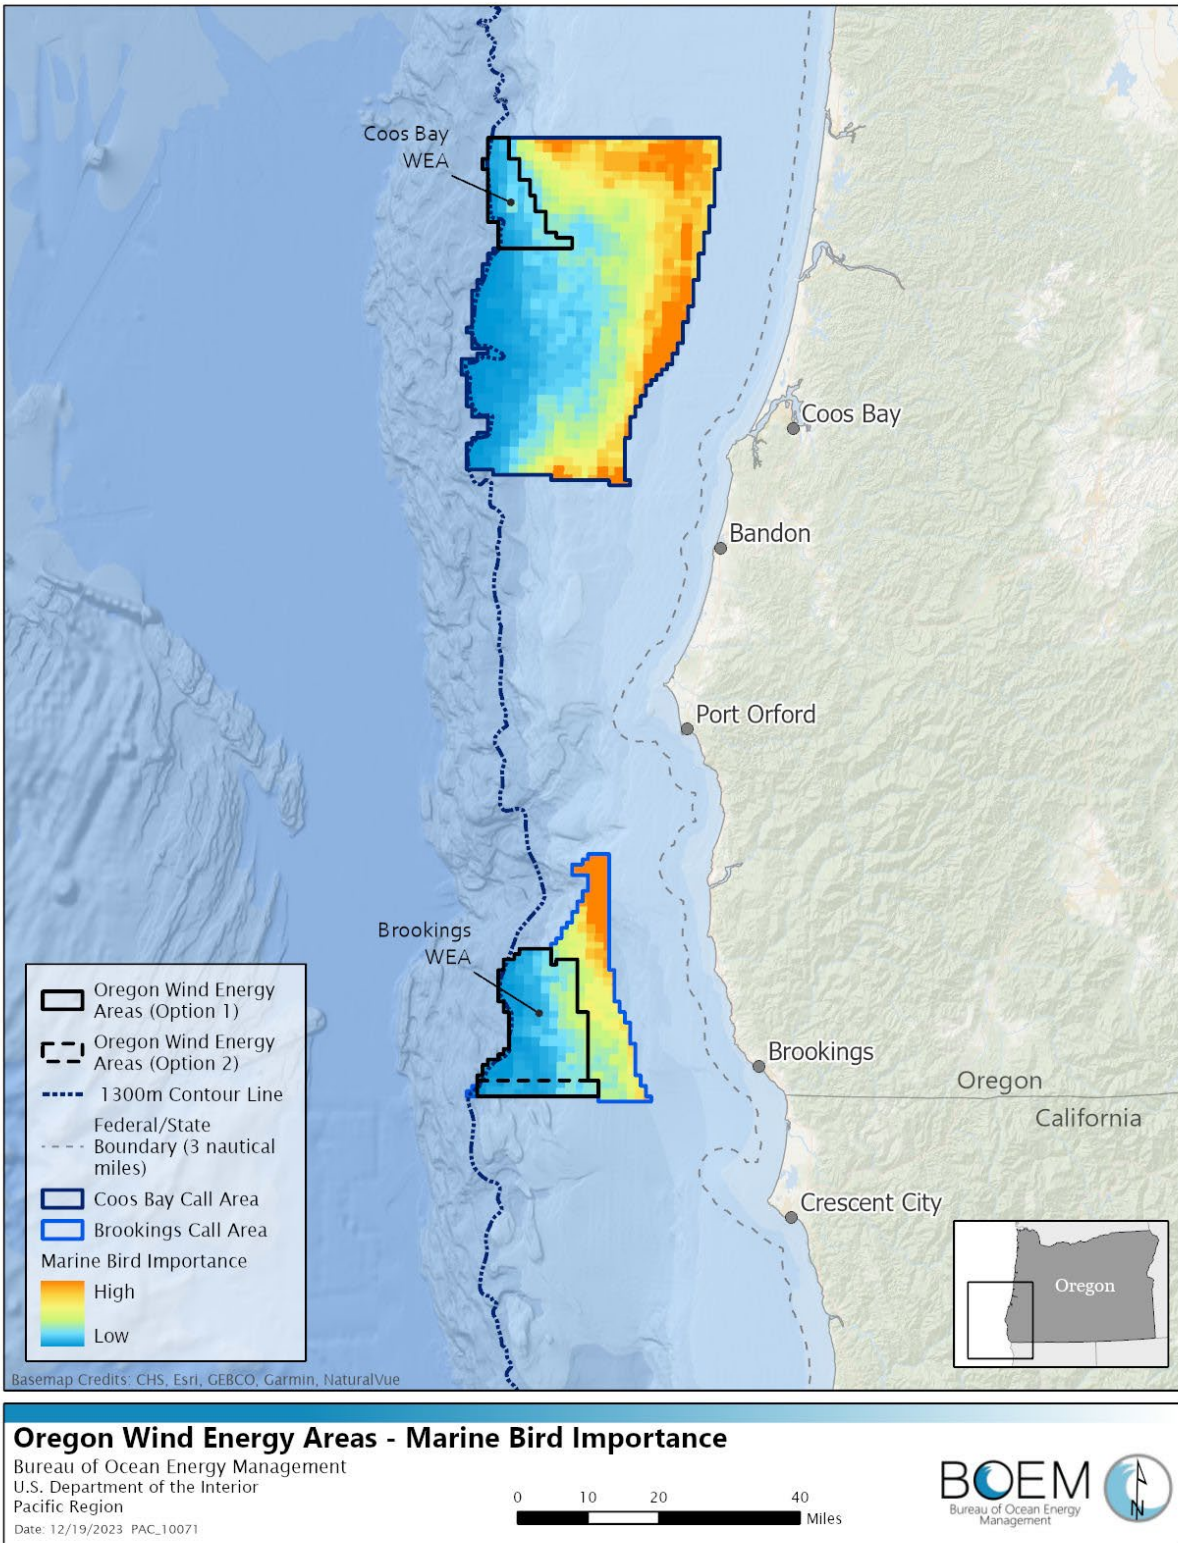 Coos Bay
WEA
Coos Bay
Bandon
Port Orford
Brookings
WEA
Brookings
Oregon
California
Crescent City
Oregon Wind Energy
Areas (Option 1)
Oregon Wind Energy
Areas (Option 2)
1300m Contour Line
Federal/State
Boundary (3 nautical
miles)
Coos Bay Call Area
Brookings Call Area
Marine Bird Importance
High
Low
Oregon
Basemap Credits: CHS, Esri, GEBCO, Garmin, NaturalVue
Oregon Wind Energy Areas - Marine Bird Importance
Bureau of Ocean Energy Management
U.S. Department of the Interior
Pacific Region
Date: 12/19/2023 PAC_10071
0 10 20 40
Miles
BOEM
Bureau of Ocean Energy
Management
N